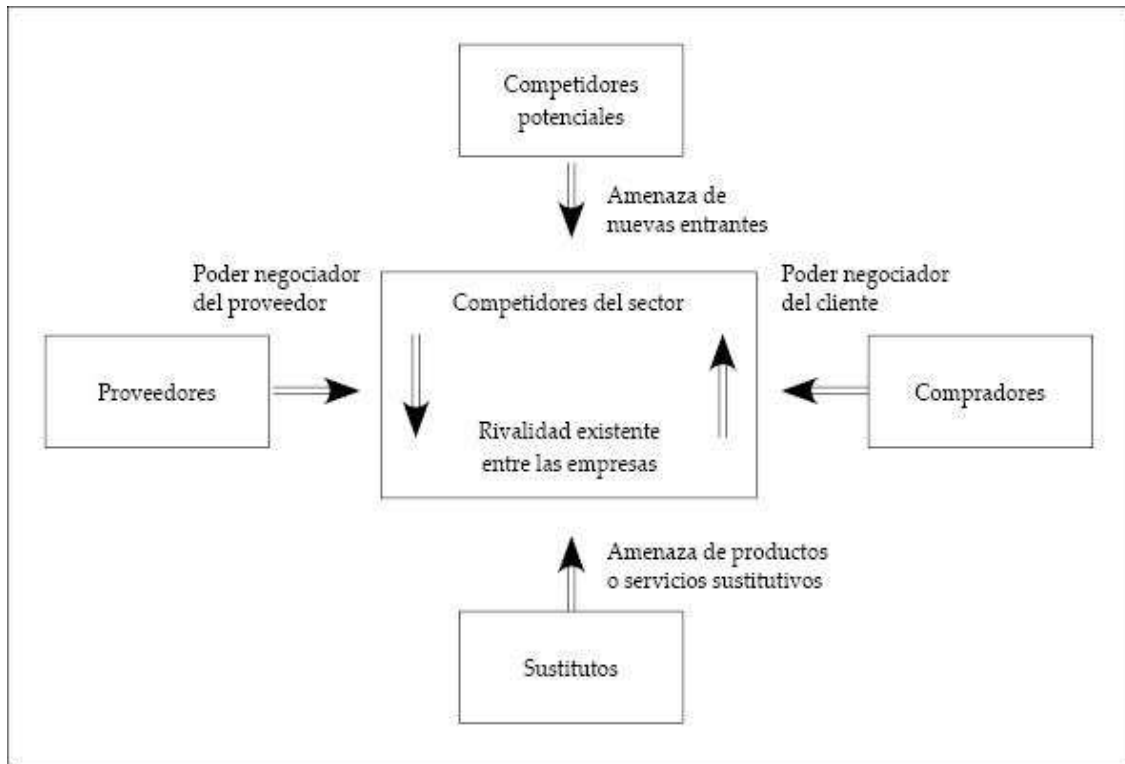 Competidores
potenciales
Amenaza de
nuevas entrantes
Poder negociador
del proveedor
Competidores del sector
Poder negociador
del cliente
Proveedores
Rivalidad existente
entre las empresas
Compradores
Amenaza de productos
o servicios sustitutivos
Sustitutos